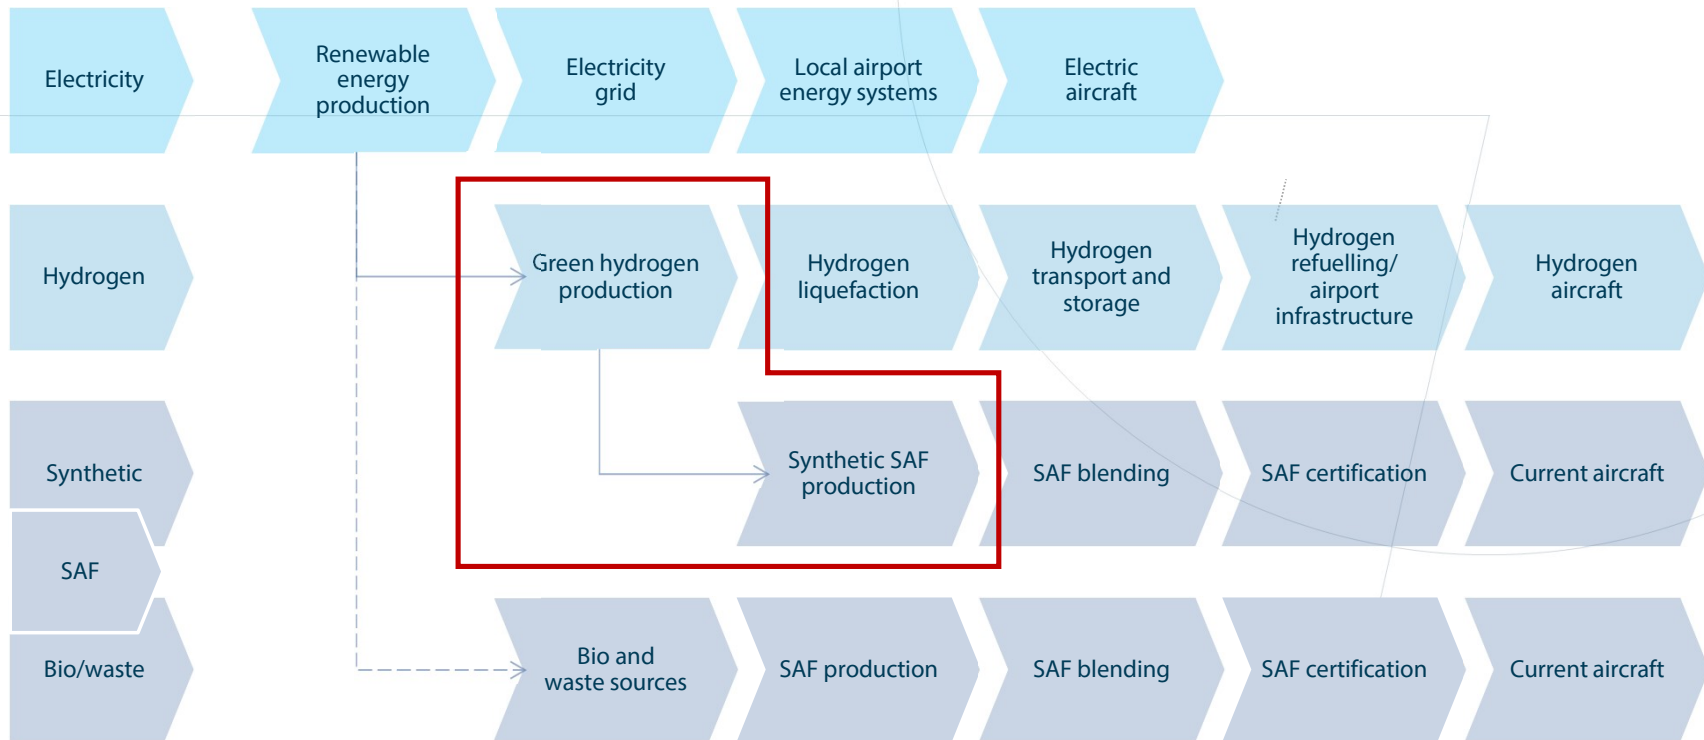 Electricity
Renewable
energy
production
Electricity
grid
Local airport
energy systems
Electric
aircraft
Hydrogen
Green hydrogen
production
Hydrogen
liquefaction
Hydrogen
transport and
storage
Hydrogen
refuelling/
airport
infrastructure
Hydrogen
aircraft
Synthetic
Synthetic SAF
production
SAF blending
SAF certification
Current aircraft
SAF
Bio/waste
Bio and
waste sources
SAF production
SAF blending
SAF certification
Current aircraft